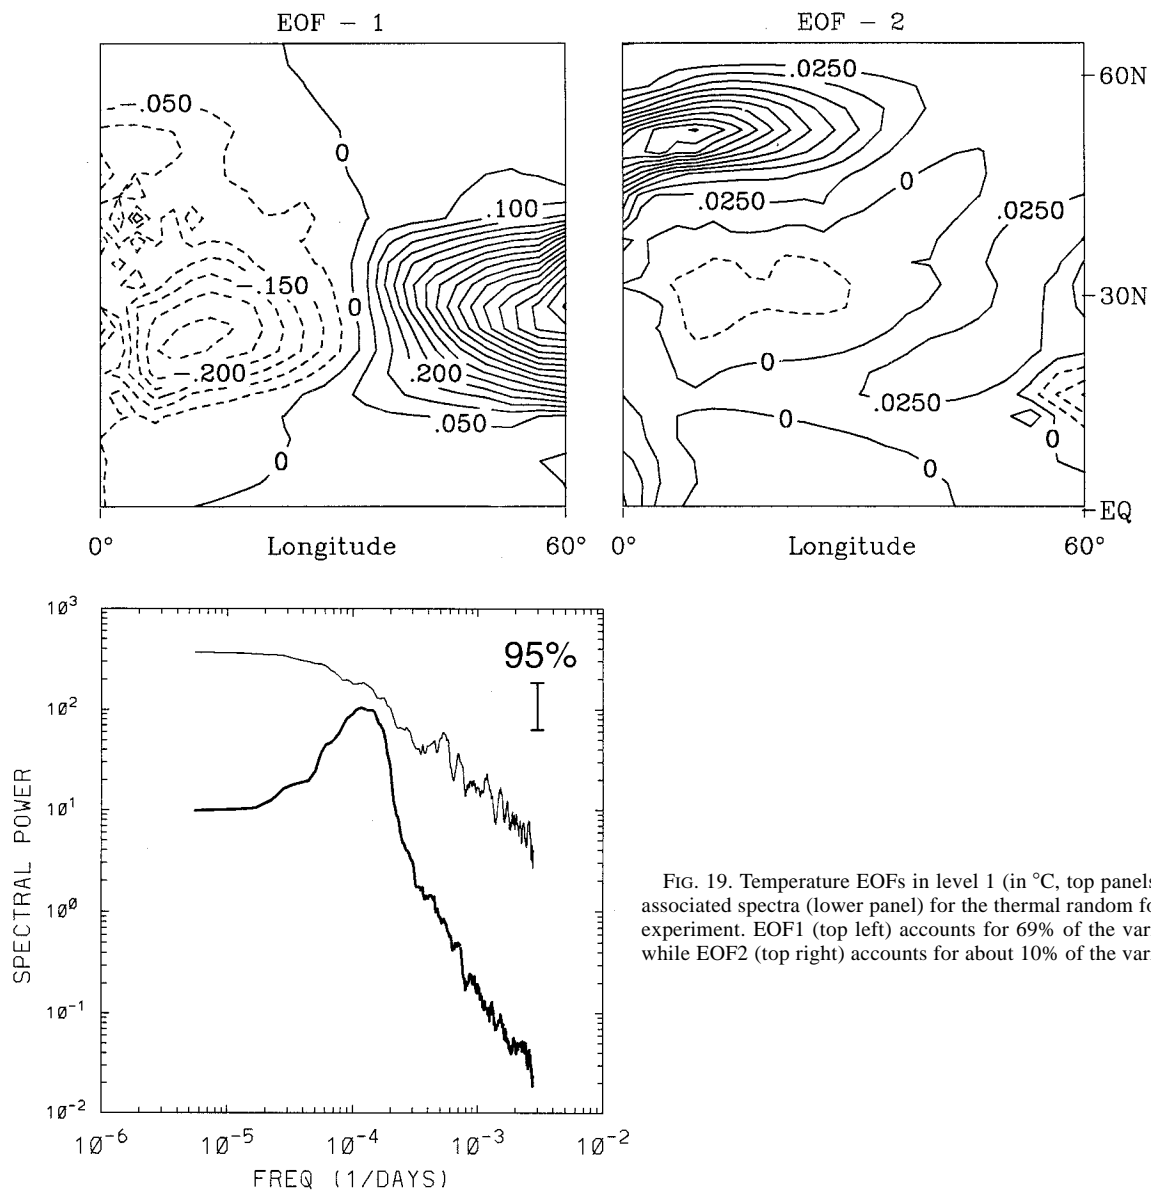 EOF - 1
EOF - 2
-.050
0
.100
-.150
0
-.200
.200
.050
0
.0250
60N
0
.0250
.0250
30N
0
.0250
0
0
0
EQ
0° Longitude 60°
0° Longitude 60°
10³
10²
10¹
10⁰
10⁻¹
10⁻²
SPECTRAL POWER
95%
10⁻⁶ 10⁻⁵ 10⁻⁴ 10⁻³ 10⁻²
FREQ (1/DAYS)
FIG. 19. Temperature EOFs in level 1 (in °C, top panels
associated spectra (lower panel) for the thermal random fo
experiment. EOF1 (top left) accounts for 69% of the vari
while EOF2 (top right) accounts for about 10% of the vari